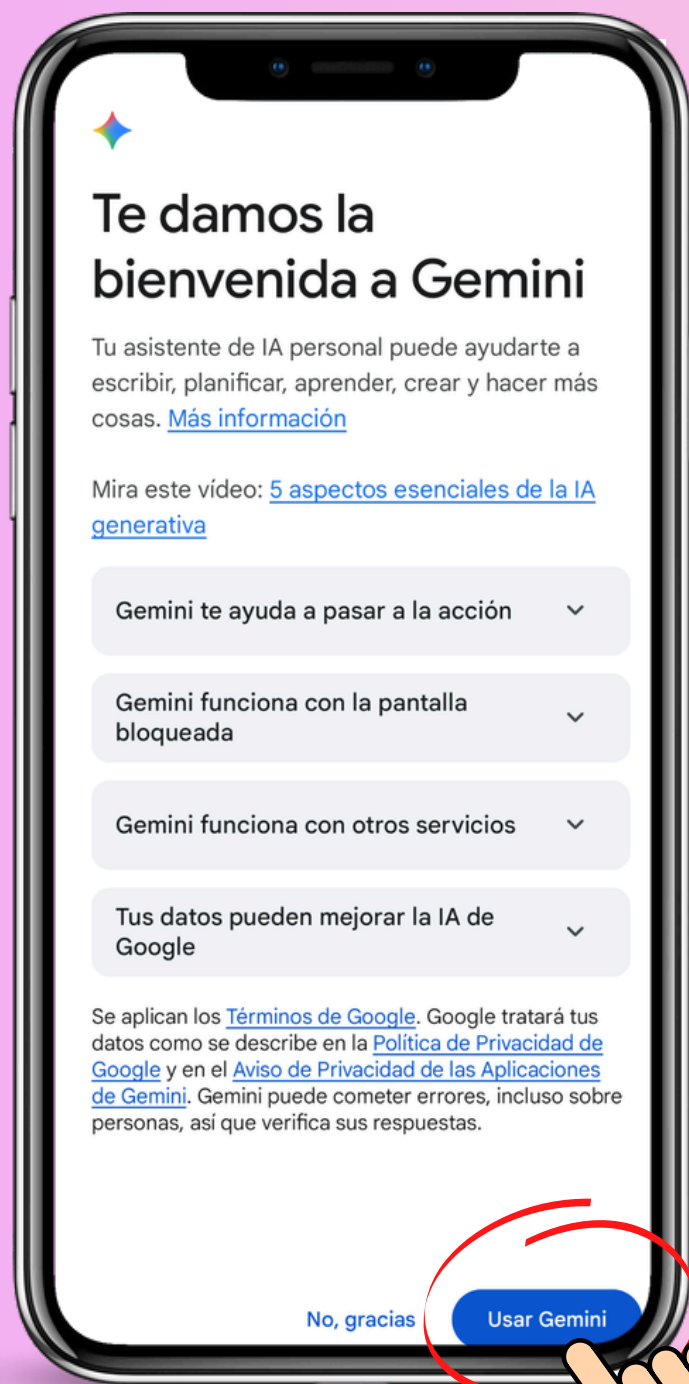 Te damos la
bienvenida a Gemini
Tu asistente de IA personal puede ayudarte a
escribir, planificar, aprender, crear y hacer más
cosas. Más información
Mira este vídeo: 5 aspectos esenciales de la IA
generativa
Gemini te ayuda a pasar a la acción
Gemini funciona con la pantalla
bloqueada
Gemini funciona con otros servicios
Tus datos pueden mejorar la IA de
Google
Se aplican los Términos de Google. Google tratará tus
datos como se describe en la Política de Privacidad de
Google y en el Aviso de Privacidad de las Aplicaciones
de Gemini. Gemini puede cometer errores, incluso sobre
personas, así que verifica sus respuestas.
No, gracias
Usar Gemini